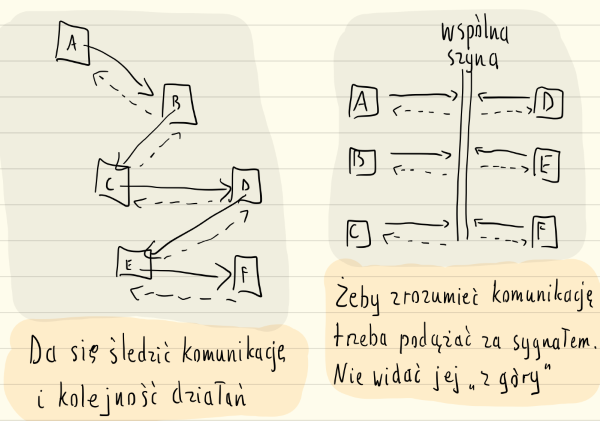 A
B
C
D
E
F
Da się śledzić komunikację
i kolejność działań
wspólna
szyna
A
D
B
E
C
F
Żeby zrozumieć komunikację
trzeba podążać za sygnałem.
Nie widać jej „z góry"